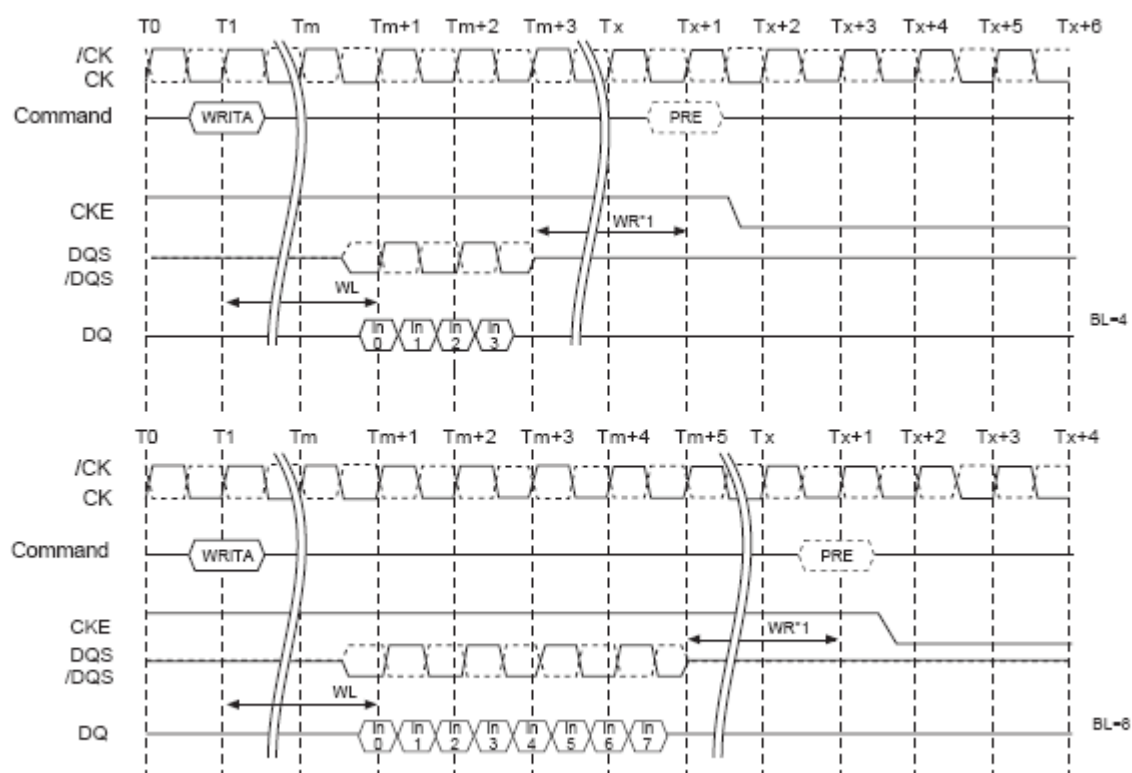 T0 T1 Tm Tm+1 Tm+2 Tm+3 Tx Tx+1 Tx+2 Tx+3 Tx+4 Tx+5 Tx+6
/CK
CK
Command WRITA PRE
CKE
WR*1
DQS
/DQS
WL
DQ In 0 In 1 In 2 In 3 BL=4
T0 T1 Tm Tm+1 Tm+2 Tm+3 Tm+4 Tm+5 Tx Tx+1 Tx+2 Tx+3 Tx+4
/CK
CK
Command WRITA PRE
CKE WR*1
DQS
/DQS
WL
DQ In 0 In 1 In 2 In 3 In 4 In 5 In 6 In 7 BL=8